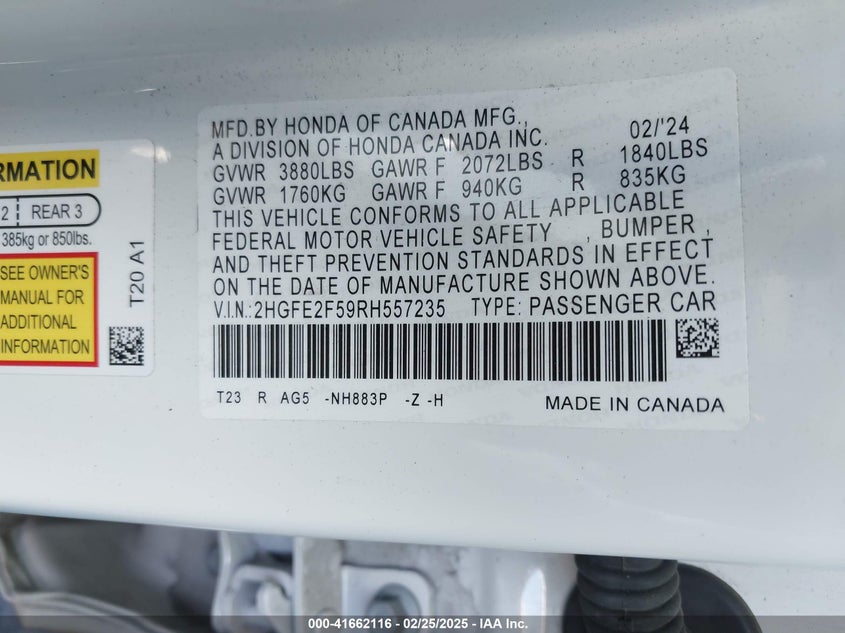 MFD.BY HONDA OF CANADA MFG.,
A DIVISION OF HONDA CANADA INC. 02/'24
GVWR 3880LBS GAWR F 2072LBS R 1840LBS
GVWR 1760KG GAWR F 940KG R 835KG
THIS VEHICLE CONFORMS TO ALL APPLICABLE
FEDERAL MOTOR VEHICLE SAFETY , BUMPER ,
AND THEFT PREVENTION STANDARDS IN EFFECT
ON THE DATE OF MANUFACTURE SHOWN ABOVE.
V.I.N.:2HGFE2F59RH557235 TYPE: PASSENGER CAR
T23 R AG5 -NH883P -Z -H MADE IN CANADA
RMATION
2 REAR 3
385kg or 850lbs.
SEE OWNER'S
MANUAL FOR
ADDITIONAL
INFORMATION
T20 A1
000-41662116 - 02/25/2025 - IAA Inc.